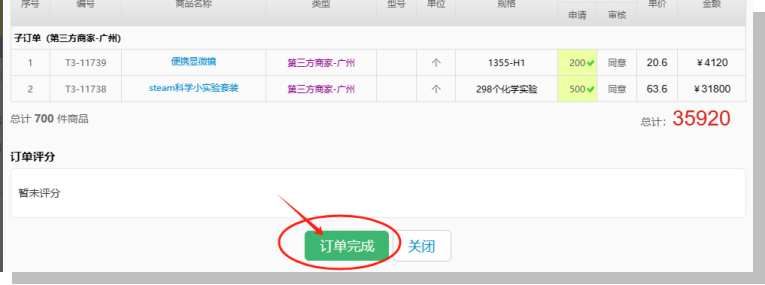 序号 编号 商品名称 类型 型号 单位 规格 单价 金额
申请 审核
子订单 (第三方商家-广州)
1 T3-11739 便携显微镜 第三方商家-广州 个 1355-H1 200 同意 20.6 ¥4120
2 T3-11738 steam科学小实验套装 第三方商家-广州 个 298个化学实验 500 同意 63.6 ¥31800
总计 700 件商品 总计: 35920
订单评分
暂未评分
订单完成 关闭